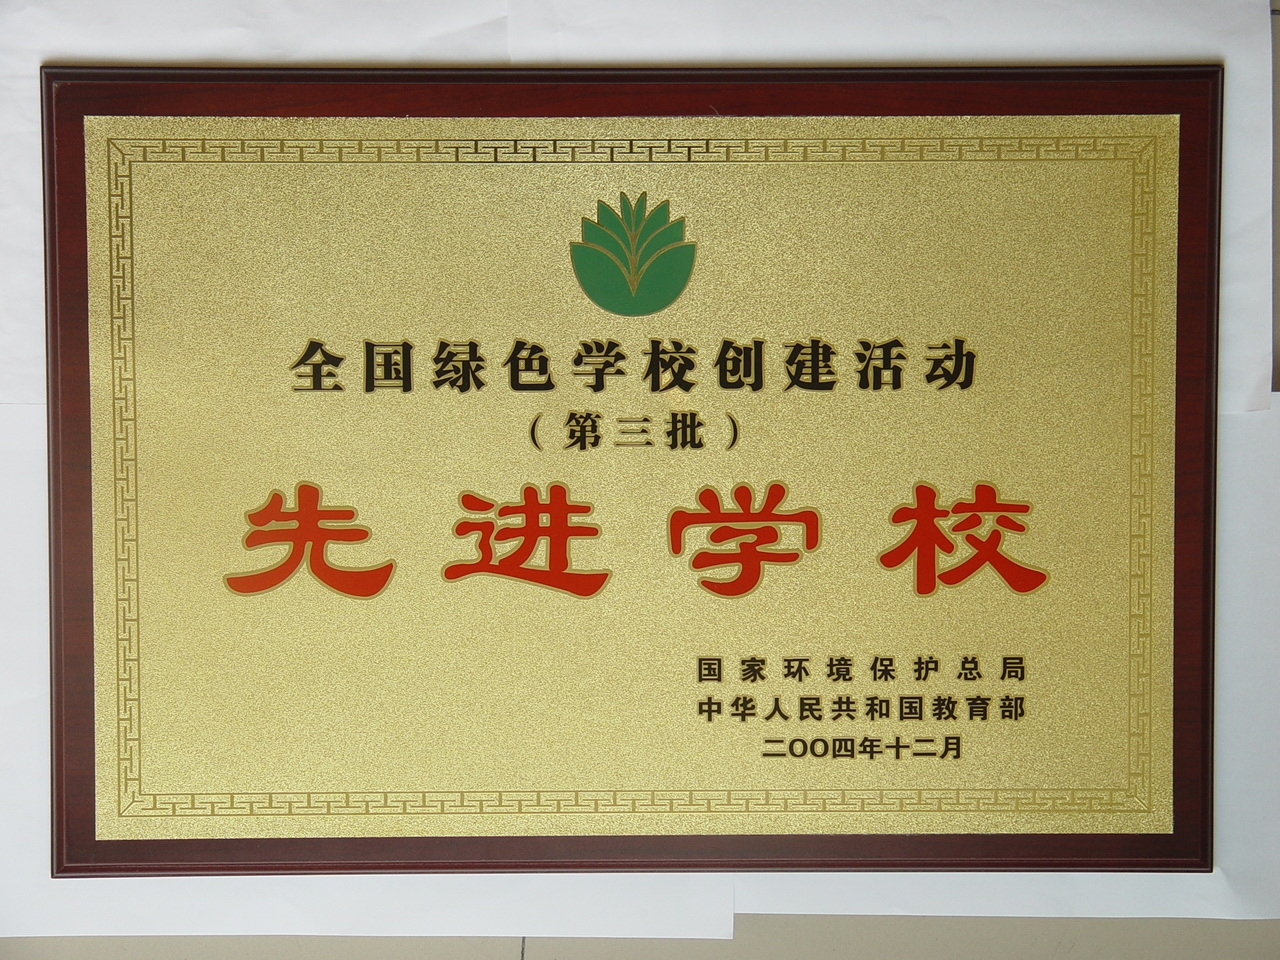 全国绿色学校创建活动
（第三批）
先进学校
国家环境保护总局
中华人民共和国教育部
二OO四年十二月